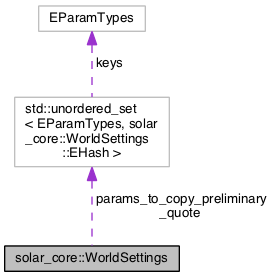 EParamTypes
keys
std::unordered_set
< EParamTypes, solar
_core::WorldSettings
::EHash >
params_to_copy_preliminary
_quote
solar_core::WorldSettings